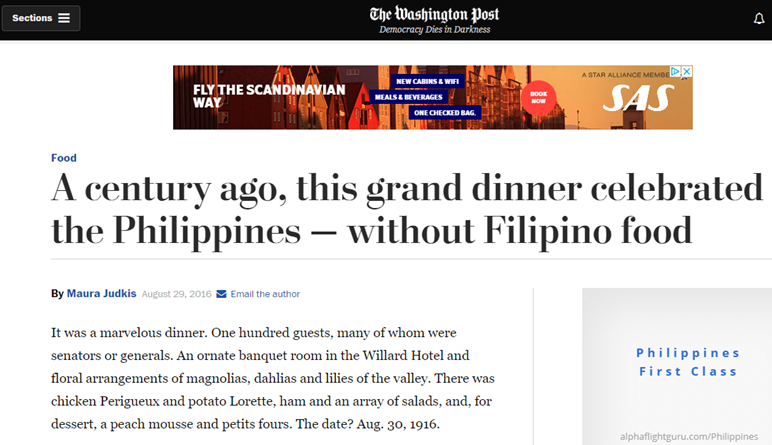 Sections
The Washington Post
Democracy Dies in Darkness
FLY THE SCANDINAVIAN
WAY
NEW CABINS & WIFI
MEALS & BEVERAGES
ONE CHECKED BAG.
BOOK
NOW
A STAR ALLIANCE MEMBER
SAS
Food
A century ago, this grand dinner celebrated
the Philippines — without Filipino food
By Maura Judkis August 29, 2016 Email the author
It was a marvelous dinner. One hundred guests, many of whom were
senators or generals. An ornate banquet room in the Willard Hotel and
floral arrangements of magnolias, dahlias and lilies of the valley. There was
chicken Perigueux and potato Lorette, ham and an array of salads, and, for
dessert, a peach mousse and petits fours. The date? Aug. 30, 1916.
Philippines
First Class
alphaflightguru.com/Philippines